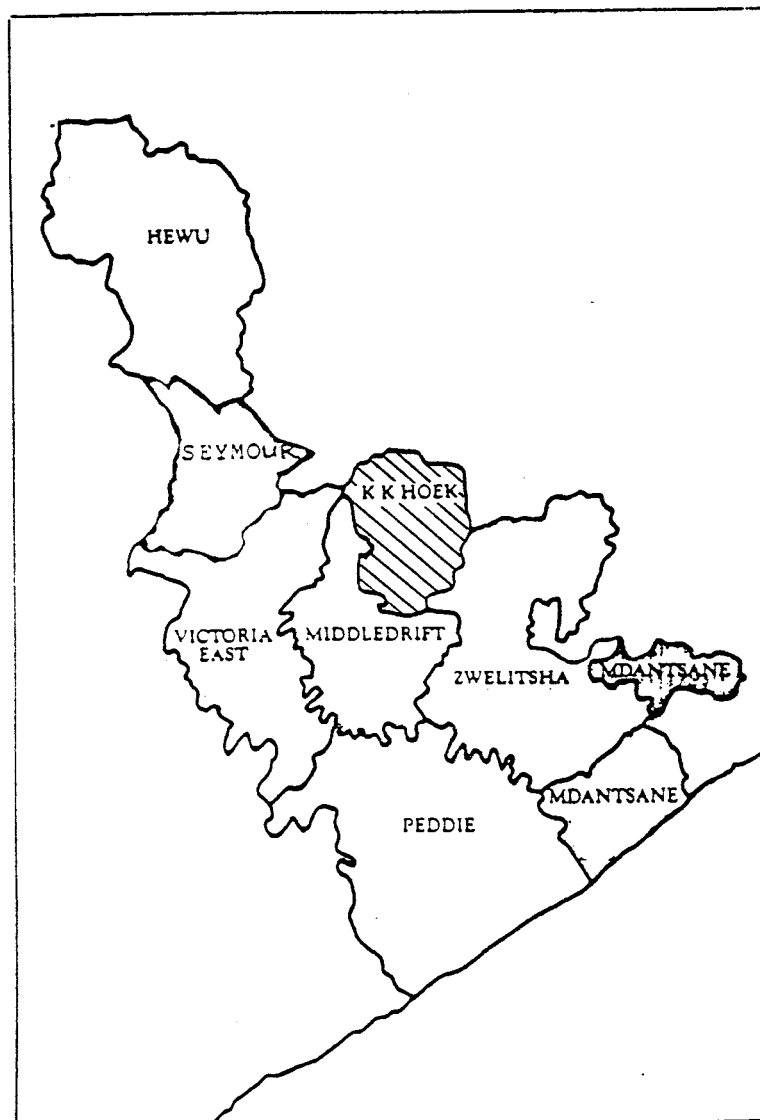 HEWU
SEYMOUR
K K HOEK
VICTORIA
EAST
MIDDLEDRIFT
ZWELITSHA
MDANTSANE
MDANTSANE
PEDDIE